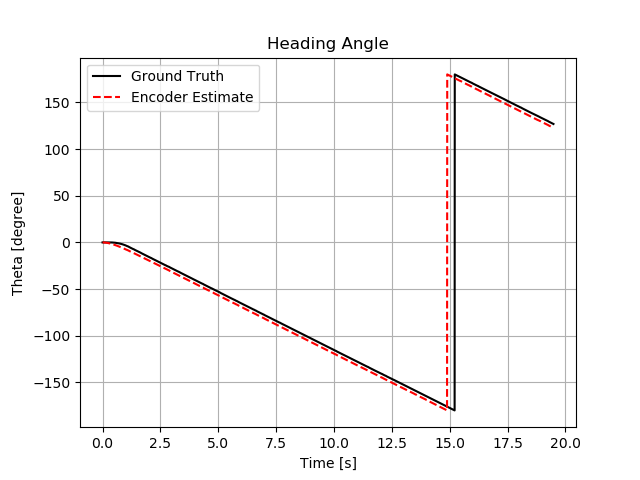 Heading Angle
Ground Truth
Encoder Estimate
150
100
50
0
−50
−100
−150
Theta [degree]
0.0 2.5 5.0 7.5 10.0 12.5 15.0 17.5 20.0
Time [s]